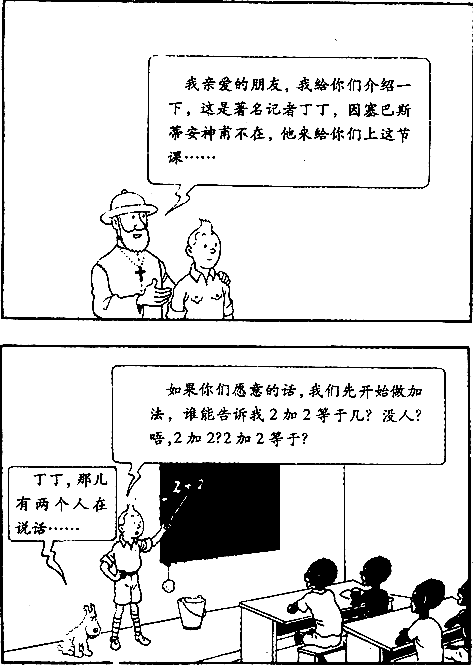 我亲爱的朋友，我给你们介绍一
下，这是著名记者丁丁，因塞巴斯
蒂安神甫不在，他来给你们上这节
课……
如果你们愿意的话，我们先开始做加
法，谁能告诉我2加2等于几？没人？
唔，2加2?2加2等于？
丁丁，那儿
有两个人在
说话……
2+2